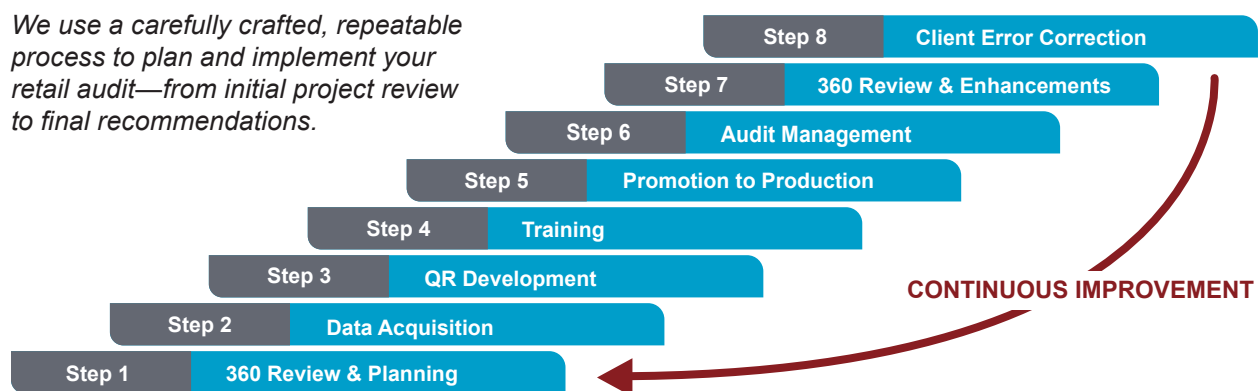 We use a carefully crafted, repeatable
process to plan and implement your
retail audit—from initial project review
to final recommendations.
Step 8 Client Error Correction
Step 7 360 Review & Enhancements
Step 6 Audit Management
Step 5 Promotion to Production
Step 4 Training
Step 3 QR Development
CONTINUOUS IMPROVEMENT
Step 2 Data Acquisition
Step 1 360 Review & Planning